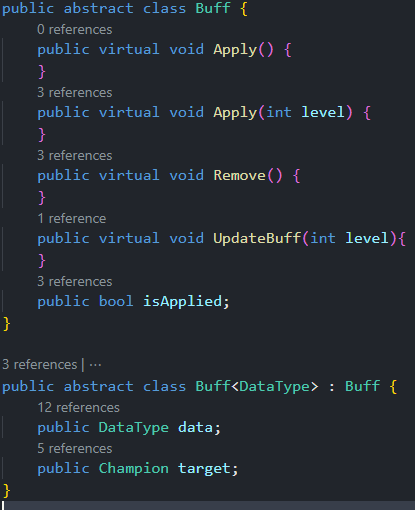 public abstract class Buff {
0 references
public virtual void Apply() {
}
3 references
public virtual void Apply(int level) {
}
3 references
public virtual void Remove() {
}
1 reference
public virtual void UpdateBuff(int level){
}
3 references
public bool isApplied;
}
3 references | ...
public abstract class Buff<DataType> : Buff {
12 references
public DataType data;
5 references
public Champion target;
}